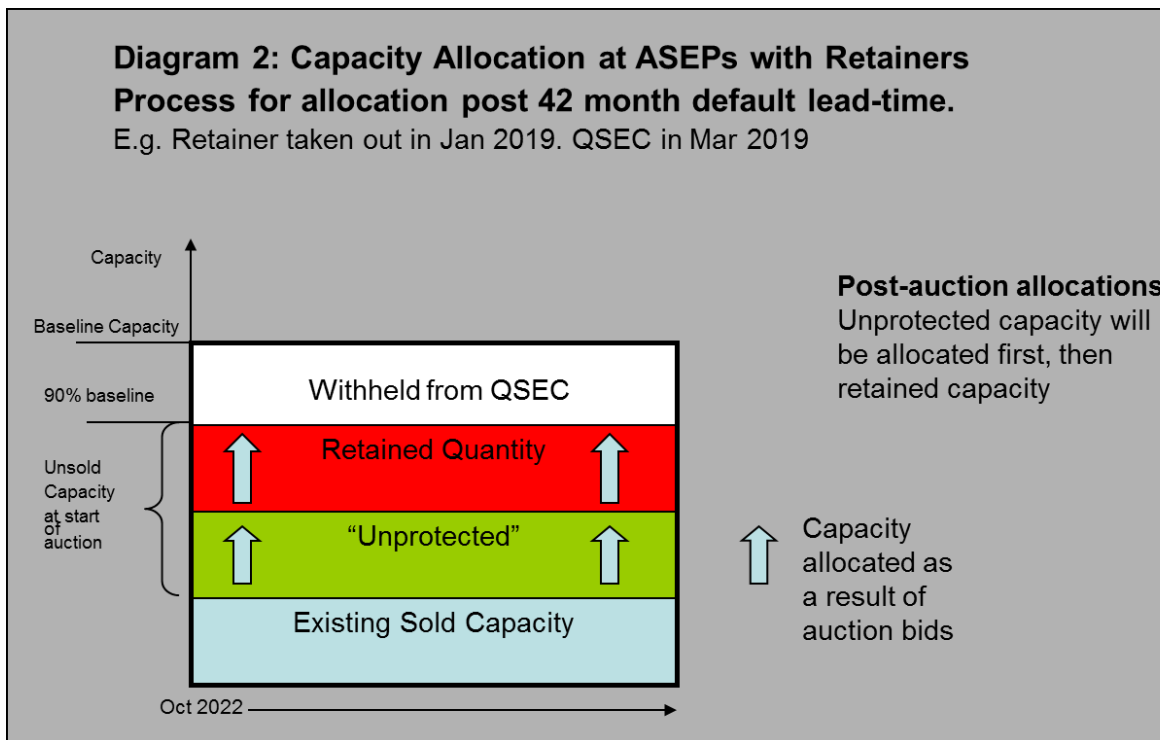 Diagram 2: Capacity Allocation at ASEPs with Retainers
Process for allocation post 42 month default lead-time.
E.g. Retainer taken out in Jan 2019. QSEC in Mar 2019
Capacity
Baseline Capacity
90% baseline
Unsold
Capacity
at start
of
auction
Withheld from QSEC
Retained Quantity
“Unprotected”
Existing Sold Capacity
Oct 2022
Post-auction allocations
Unprotected capacity will
be allocated first, then
retained capacity
Capacity
allocated as
a result of
auction bids